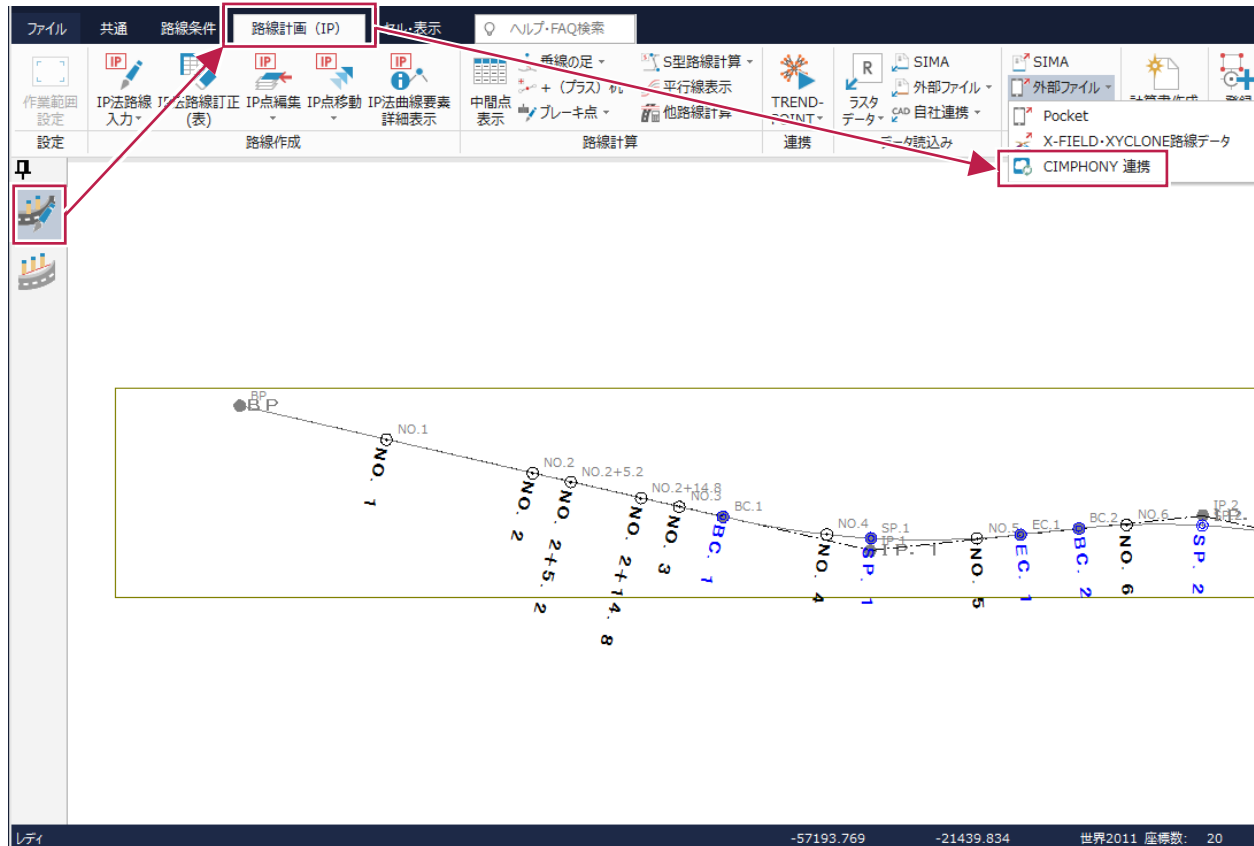 ファイル 共通 路線条件 路線計画（IP） ･表示 ヘルプ･FAQ検索
作業範囲
設定
IP法路線
入力
IP法路線訂正
(表)
IP点編集
IP点移動
IP法曲線要素
詳細表示
中間点
表示
垂線の足
＋（プラス）杭
ブレーキ点
S型路線計算
平行線表示
他路線計算
TREND-
POINT
R
ラスタ
データ
SIMA
外部ファイル
CAD 自社連携
SIMA
外部ファイル
計算書作成
登録
設定 路線作成 路線計算 連携 データ読込み
Pocket
X-FIELD･XYCLONE路線データ
CIMPHONY 連携
BP
BP
NO.1
NO. 1
NO.2
NO. 2
NO.2+5.2
NO. 2+5. 2
NO.2+14.8
NO. 2+14. 8
NO.3
NO. 3
BC.1
BC. 1
NO.4
NO. 4
SP.1
SP. 1
IP.1
IP. 1
NO.5
NO. 5
EC.1
EC. 1
BC.2
BC. 2
NO.6
NO. 6
IP.2
SP. 2
レディ -57193.769 -21439.834 世界2011 座標数: 20